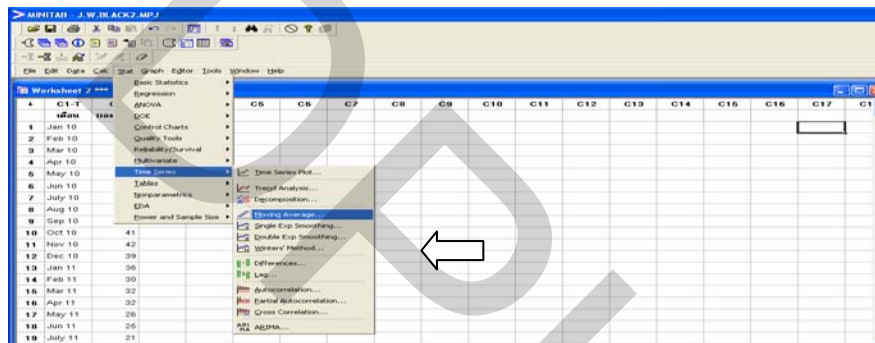 MINITAB - J.W.BLACK2.MPJ
File Edit Data Calc Stat Graph Editor Tools Window Help
Worksheet 2 ***
Basic Statistics
Regression
ANOVA
DOE
Control Charts
Quality Tools
Reliability/Survival
Multivariate
Time Series
Tables
Nonparametrics
EDA
Power and Sample Size
Time Series Plot...
Trend Analysis...
Decomposition...
Moving Average...
Single Exp Smoothing...
Double Exp Smoothing...
Winters' Method...
Differences...
Lag...
Autocorrelation...
Partial Autocorrelation...
Cross Correlation...
ARIMA...
C1-T C5 C6 C7 C8 C9 C10 C11 C12 C13 C14 C15 C16 C17 C1
เดือน
1 Jan 10
2 Feb 10
3 Mar 10
4 Apr 10
5 May 10
6 Jun 10
7 July 10
8 Aug 10
9 Sep 10
10 Oct 10 41
11 Nov 10 42
12 Dec 10 39
13 Jan 11 36
14 Feb 11 30
15 Mar 11 32
16 Apr 11 32
17 May 11 26
18 Jun 11 26
19 July 11 21